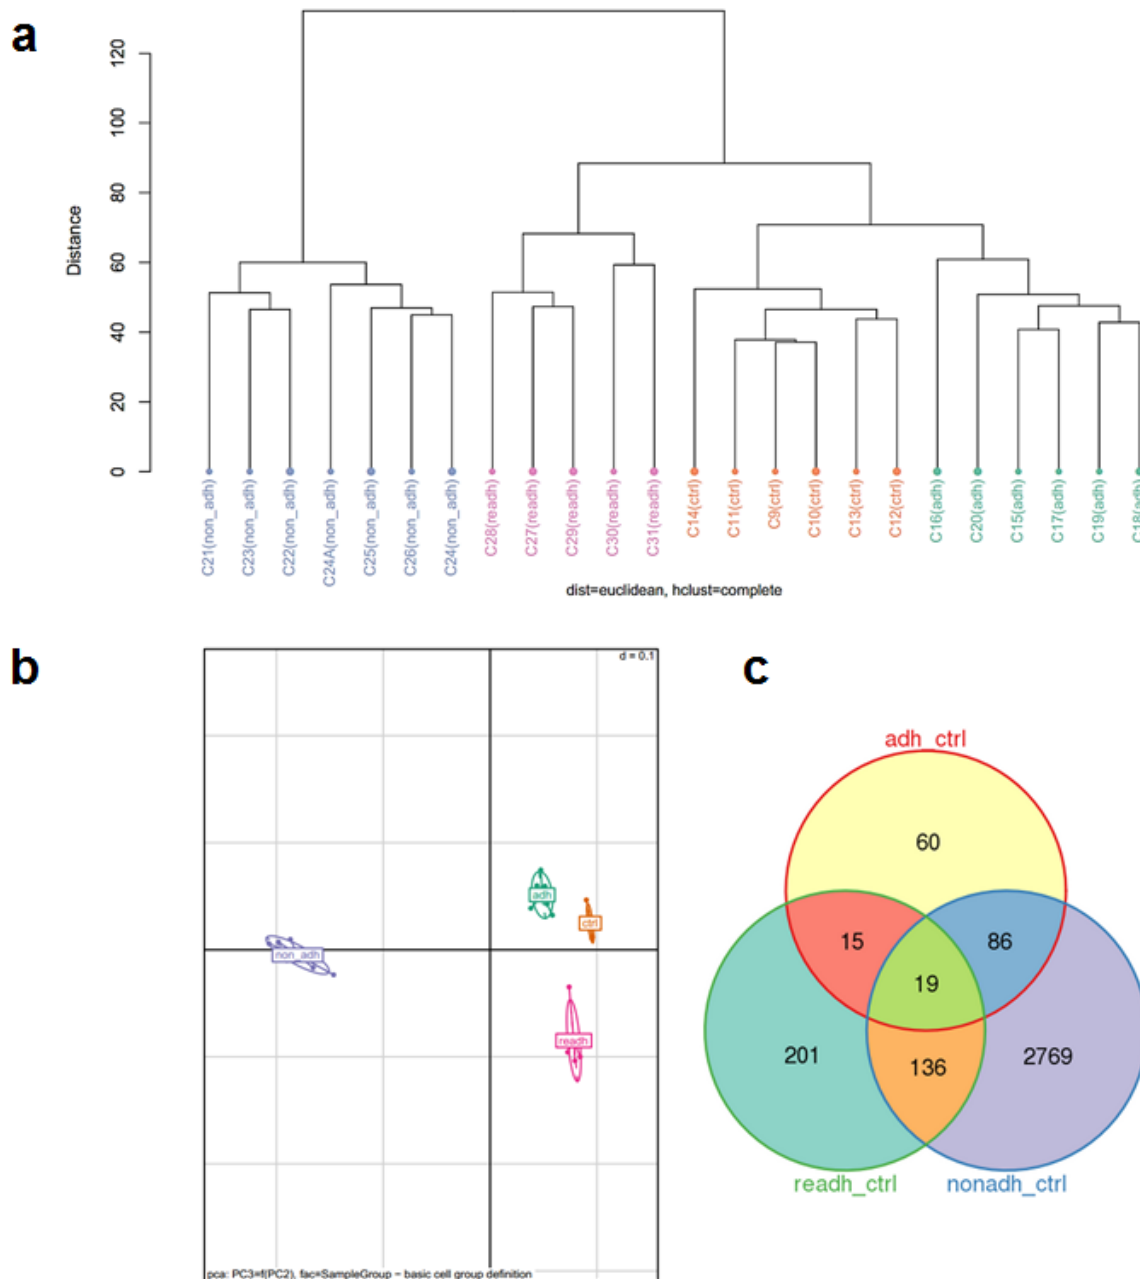 a
120
100
80
60
40
20
0
Distance
C21(non_adh)
C23(non_adh)
C22(non_adh)
C24A(non_adh)
C25(non_adh)
C26(non_adh)
C24(non_adh)
C28(readh)
C27(readh)
C29(readh)
C30(readh)
C31(readh)
C14(ctrl)
C11(ctrl)
C9(ctrl)
C10(ctrl)
C13(ctrl)
C12(ctrl)
C16(adh)
C20(adh)
C15(adh)
C17(adh)
C19(adh)
C18(adh)
dist=euclidean, hclust=complete
b
d = 0.1
adh
ctrl
non_adh
readh
pca: PC3=f(PC2), fac=SampleGroup − basic cell group definition
c
adh_ctrl
60
15
86
19
201
136
2769
readh_ctrl
nonadh_ctrl